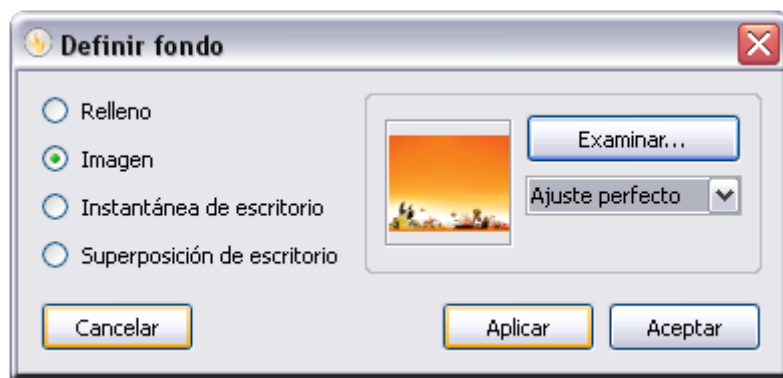 Definir fondo
Relleno
Imagen
Instantánea de escritorio
Superposición de escritorio
Examinar...
Ajuste perfecto
Cancelar
Aplicar
Aceptar